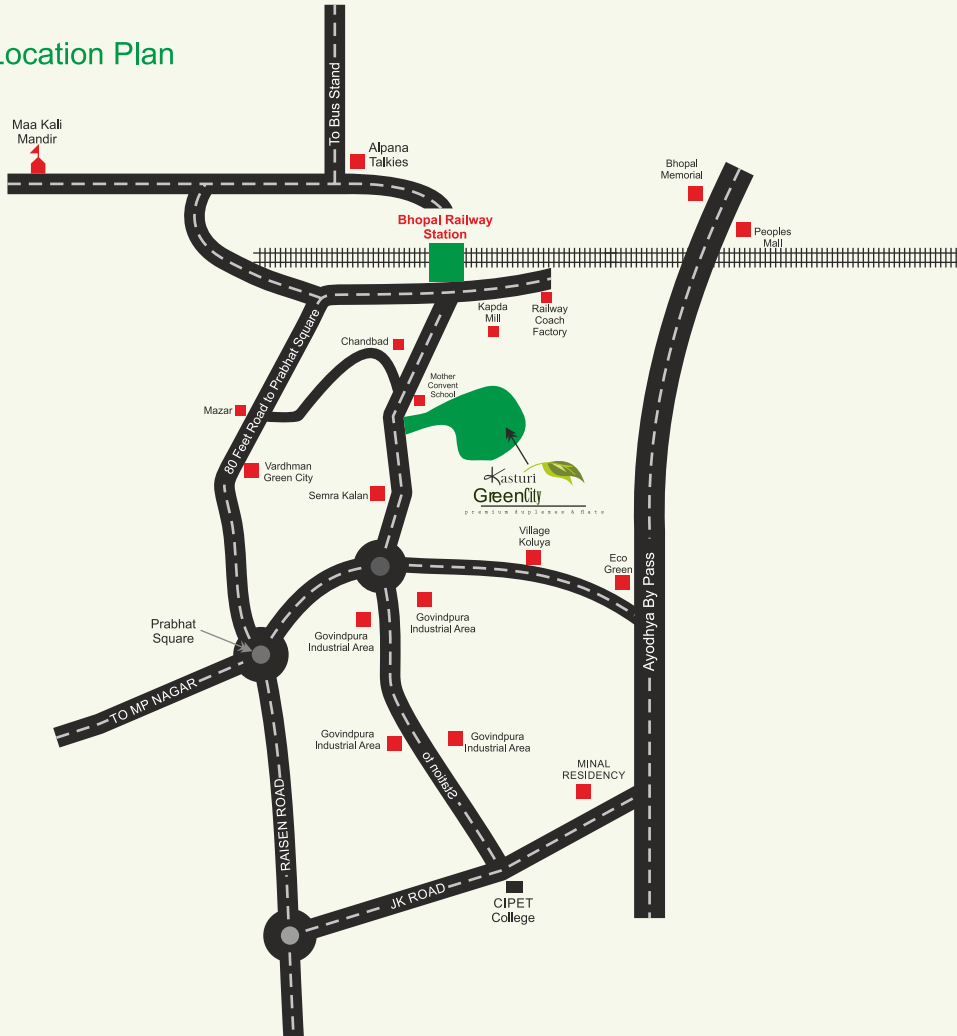 Location Plan
To Bus Stand
Maa Kali
Mandir
Alpana
Talkies
Bhopal
Memorial
Peoples
Mall
Bhopal Railway
Station
Kapda
Mill
Railway
Coach
Factory
80 Feet Road to Prabhat Square
Chandbad
Mother
Convent
School
Mazar
Vardhman
Green City
Semra Kalan
Kasturi
GreenCity
premium duplexes & flats
Village
Koluya
Eco
Green
Ayodhya By Pass
Govindpura
Industrial Area
Govindpura
Industrial Area
Prabhat
Square
TO MP NAGAR
Govindpura
Industrial Area
Govindpura
Industrial Area
Station to
MINAL
RESIDENCY
RAISEN ROAD
JK ROAD
CIPET
College